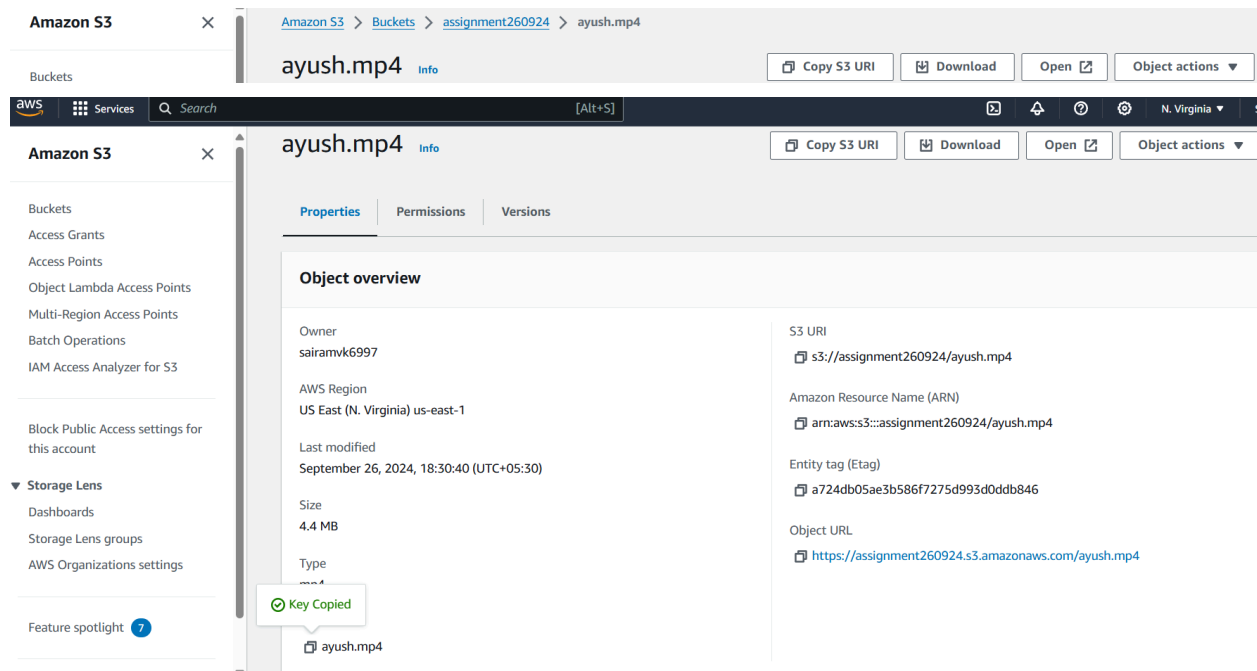 Amazon S3
Amazon S3 > Buckets > assignment260924 > ayush.mp4
Buckets
ayush.mp4 Info
Copy S3 URI Download Open Object actions
aws Services Search [Alt+S] N. Virginia
Amazon S3
ayush.mp4 Info
Copy S3 URI Download Open Object actions
Buckets
Access Grants
Access Points
Object Lambda Access Points
Multi-Region Access Points
Batch Operations
IAM Access Analyzer for S3
Block Public Access settings for
this account
Storage Lens
Dashboards
Storage Lens groups
AWS Organizations settings
Feature spotlight 7
Properties Permissions Versions
Object overview
Owner
sairamvk6997
AWS Region
US East (N. Virginia) us-east-1
Last modified
September 26, 2024, 18:30:40 (UTC+05:30)
Size
4.4 MB
Type
mp4
Key Copied
ayush.mp4
S3 URI
s3://assignment260924/ayush.mp4
Amazon Resource Name (ARN)
arn:aws:s3:::assignment260924/ayush.mp4
Entity tag (Etag)
a724db05ae3b586f7275d993d0ddb846
Object URL
https://assignment260924.s3.amazonaws.com/ayush.mp4